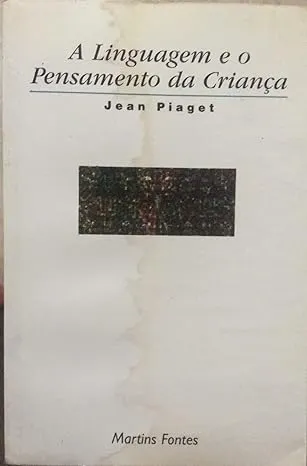 A Linguagem e o
Pensamento da Criança
Jean Piaget
Martins Fontes